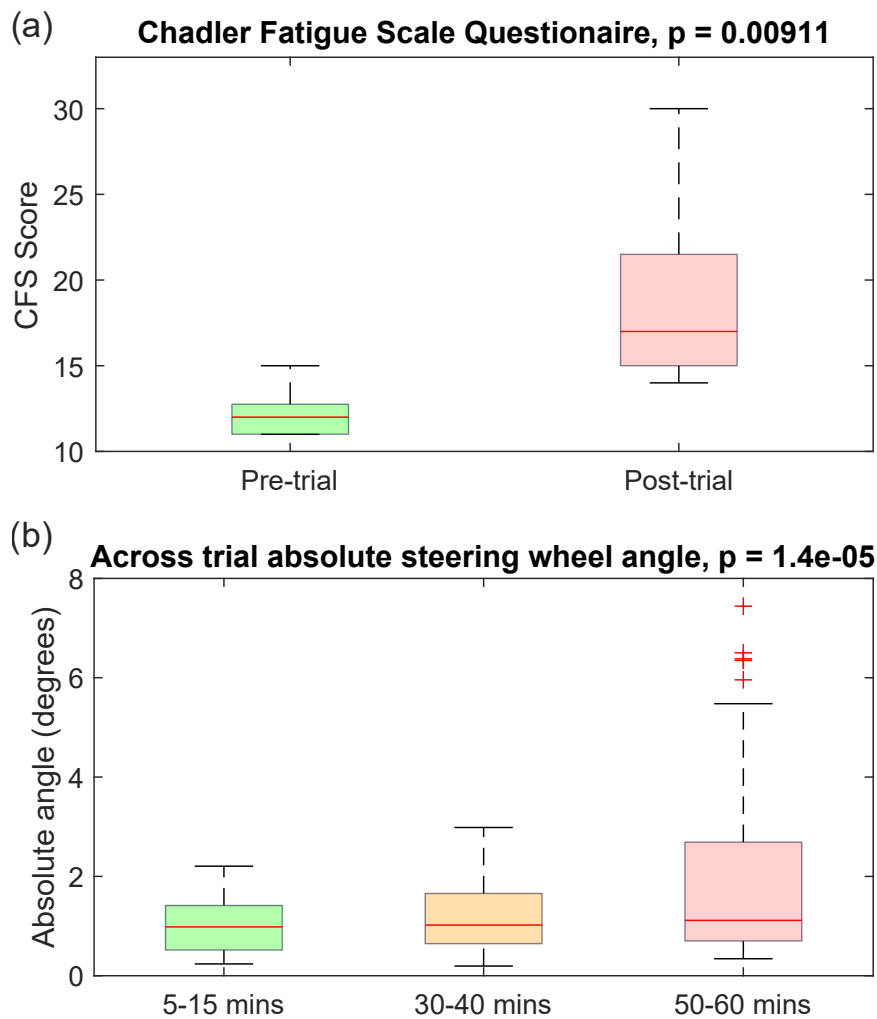 (a)
Chadler Fatigue Scale Questionaire, p = 0.00911
CFS Score
30
25
20
15
10
Pre-trial
Post-trial
(b)
Across trial absolute steering wheel angle, p = 1.4e-05
Absolute angle (degrees)
8
6
4
2
0
5-15 mins
30-40 mins
50-60 mins